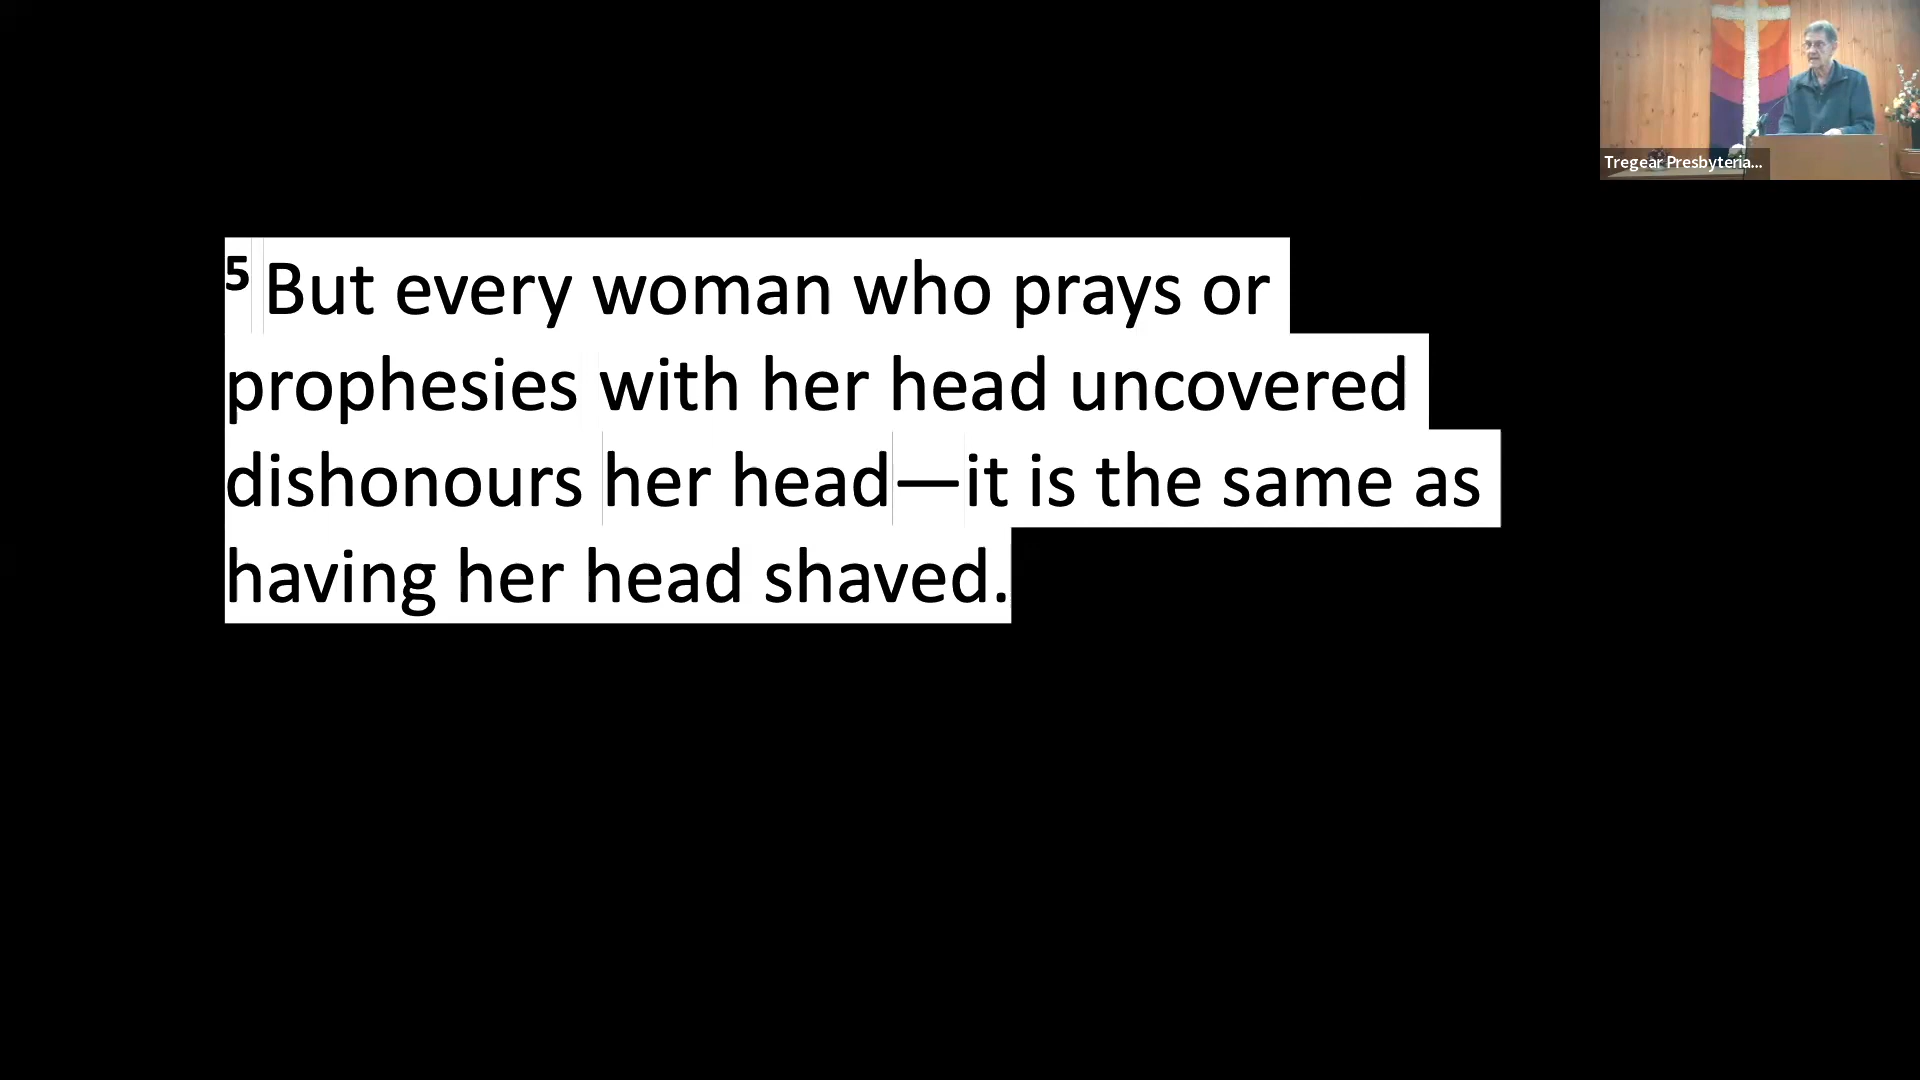 Tregear Presbyteria...
5 But every woman who prays or
prophesies with her head uncovered
dishonours her head—it is the same as
having her head shaved.